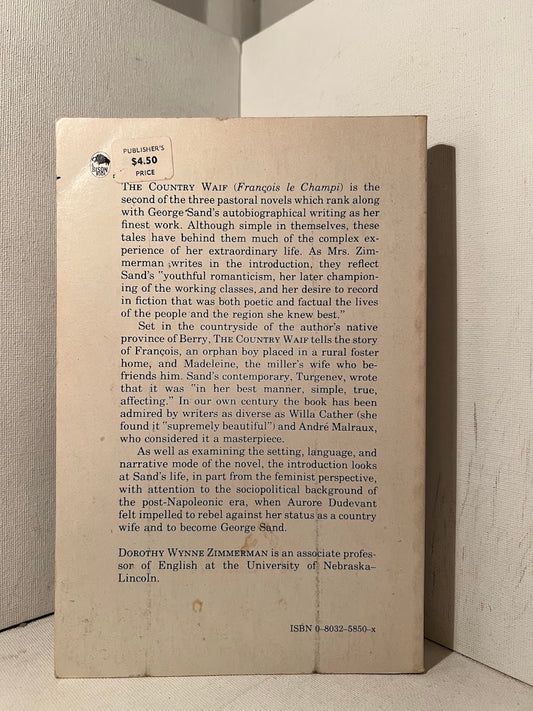 BISON
PUBLISHER'S
$4.50
PRICE
THE COUNTRY WAIF (François le Champi) is the
second of the three pastoral novels which rank along
with George Sand's autobiographical writing as her
finest work. Although simple in themselves, these
tales have behind them much of the complex ex-
perience of her extraordinary life. As Mrs. Zim-
merman writes in the introduction, they reflect
Sand's "youthful romanticism, her later champion-
ing of the working classes, and her desire to record
in fiction that was both poetic and factual the lives
of the people and the region she knew best."
Set in the countryside of the author's native
province of Berry, THE COUNTRY WAIF tells the story
of François, an orphan boy placed in a rural foster
home, and Madeleine, the miller's wife who be-
friends him. Sand's contemporary, Turgenev, wrote
that it was "in her best manner, simple, true,
affecting." In our own century the book has been
admired by writers as diverse as Willa Cather (she
found it "supremely beautiful") and André Malraux,
who considered it a masterpiece.
As well as examining the setting, language, and
narrative mode of the novel, the introduction looks
at Sand's life, in part from the feminist perspective,
with attention to the sociopolitical background of
the post-Napoleonic era, when Aurore Dudevant
felt impelled to rebel against her status as a country
wife and to become George Sand.
DOROTHY WYNNE ZIMMERMAN is an associate profes-
sor of English at the University of Nebraska–
Lincoln.
ISBN 0-8032-5850-x